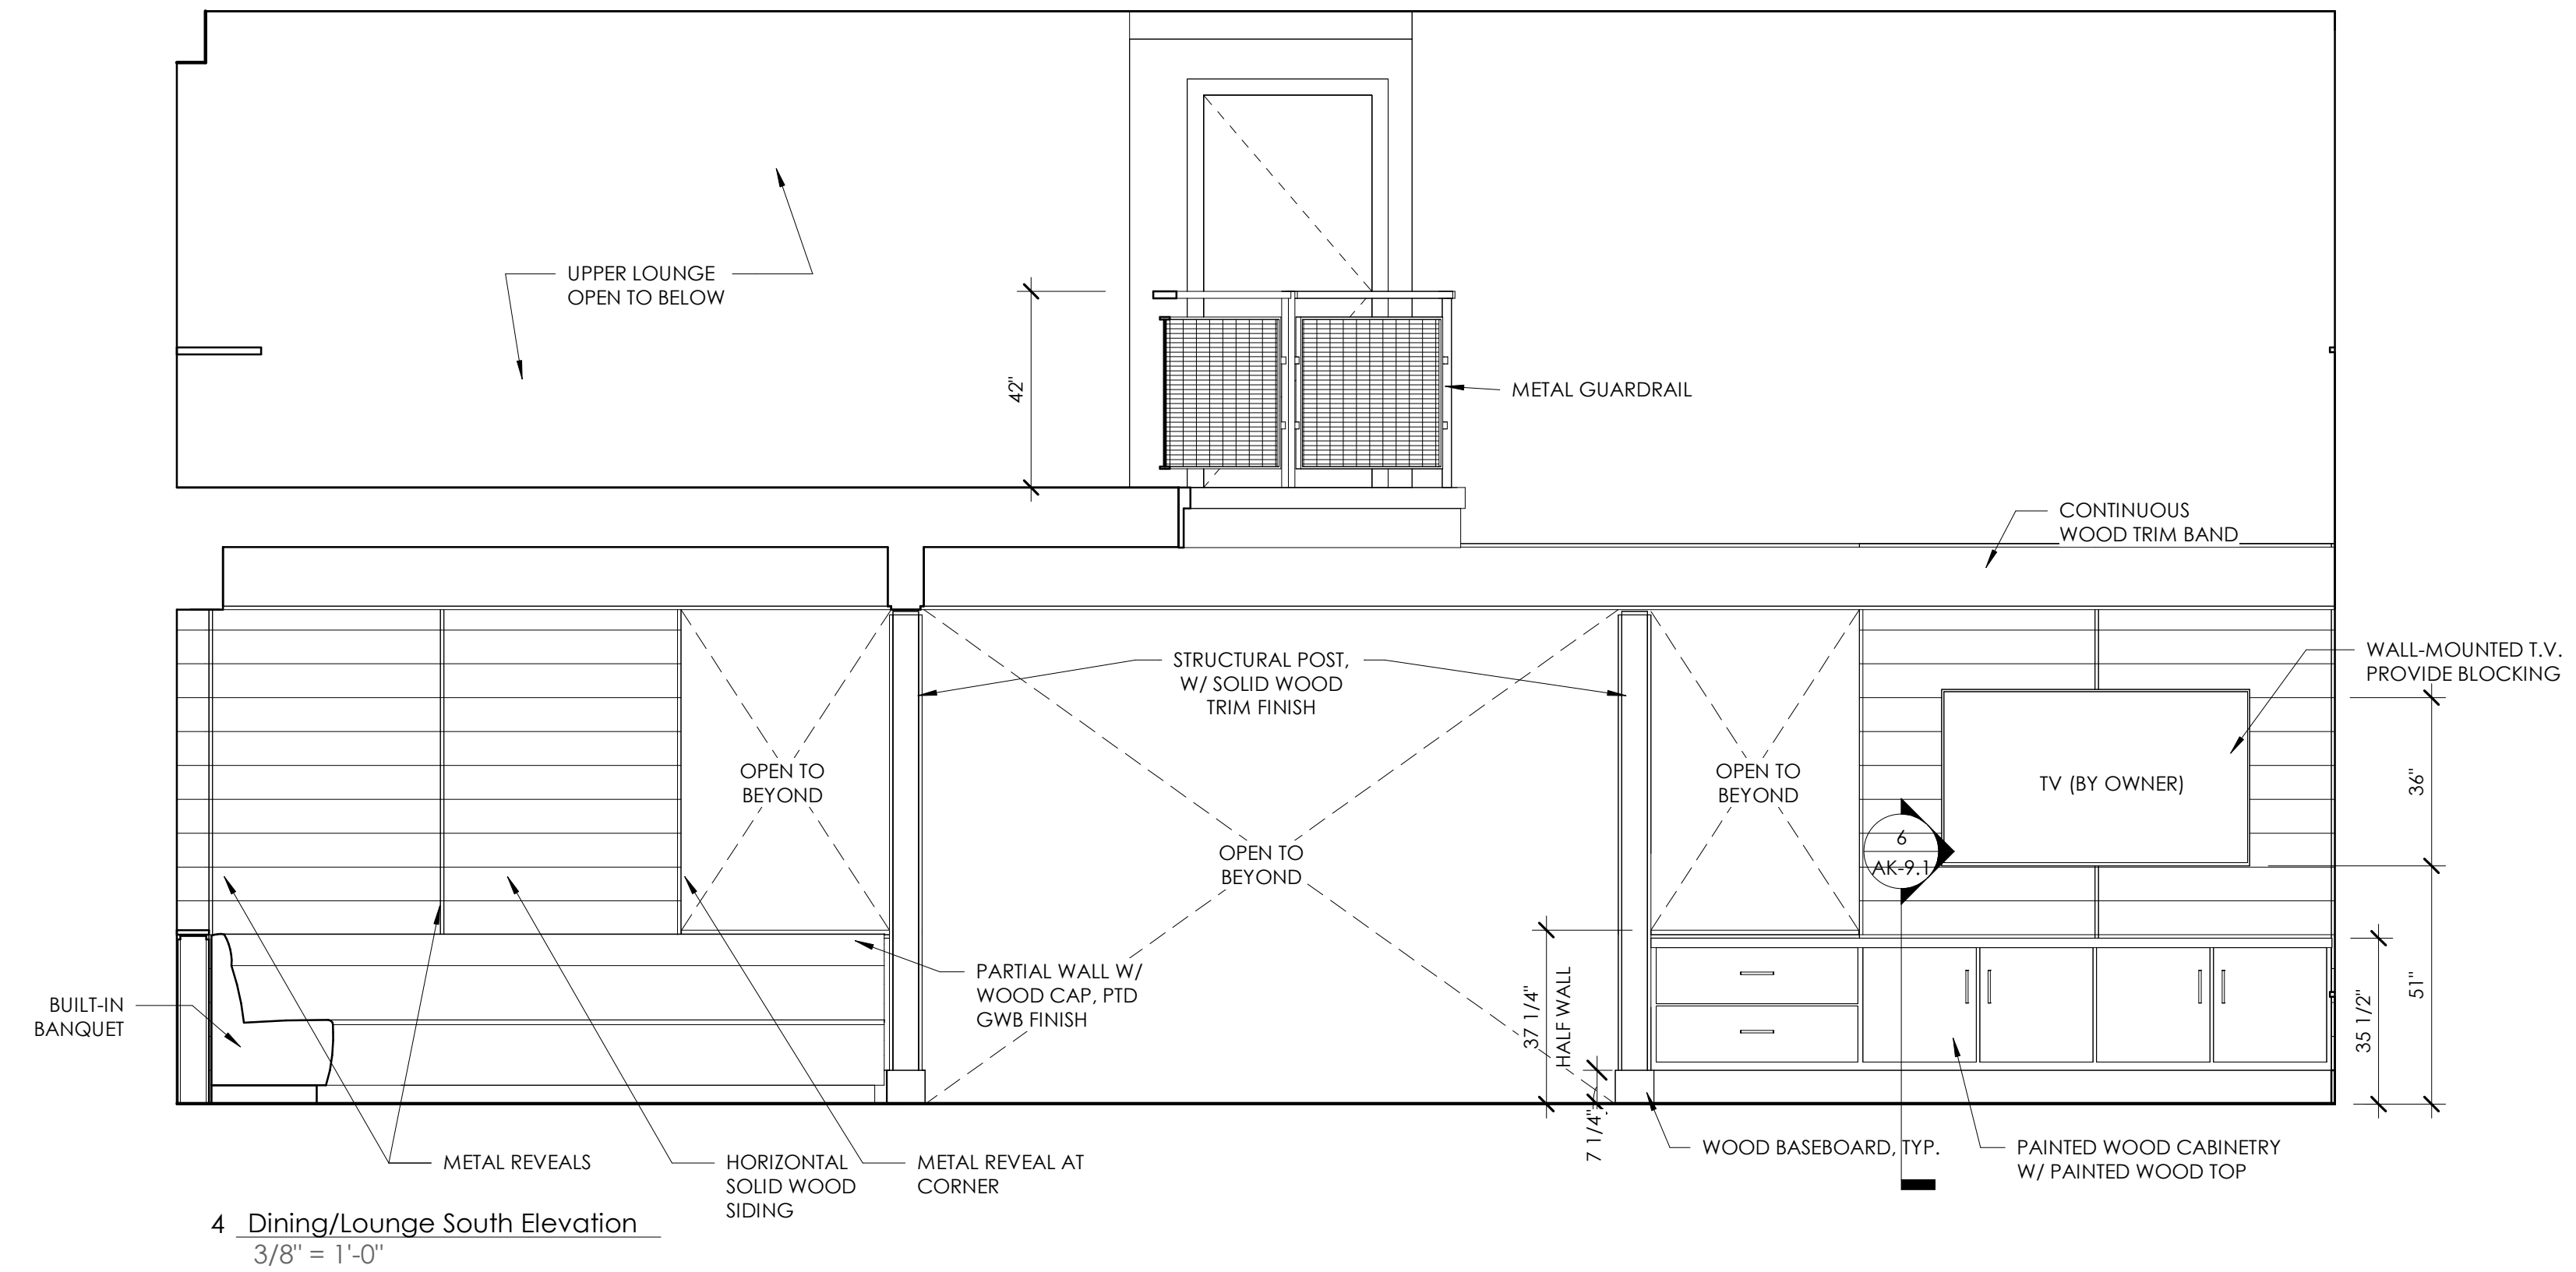 UPPER LOUNGE
OPEN TO BELOW
42"
METAL GUARDRAIL
CONTINUOUS
WOOD TRIM BAND
STRUCTURAL POST,
W/ SOLID WOOD
TRIM FINISH
WALL-MOUNTED T.V.
PROVIDE BLOCKING
OPEN TO
BEYOND
OPEN TO
BEYOND
TV (BY OWNER)
36"
6
AK-9.1
OPEN TO
BEYOND
PARTIAL WALL W/
WOOD CAP, PTD
GWB FINISH
BUILT-IN
BANQUET
37 1/4"
HALF WALL
7 1/4"
35 1/2"
51"
METAL REVEALS
HORIZONTAL
SOLID WOOD
SIDING
METAL REVEAL AT
CORNER
WOOD BASEBOARD, TYP.
PAINTED WOOD CABINETRY
W/ PAINTED WOOD TOP
4 Dining/Lounge South Elevation
3/8" = 1'-0"